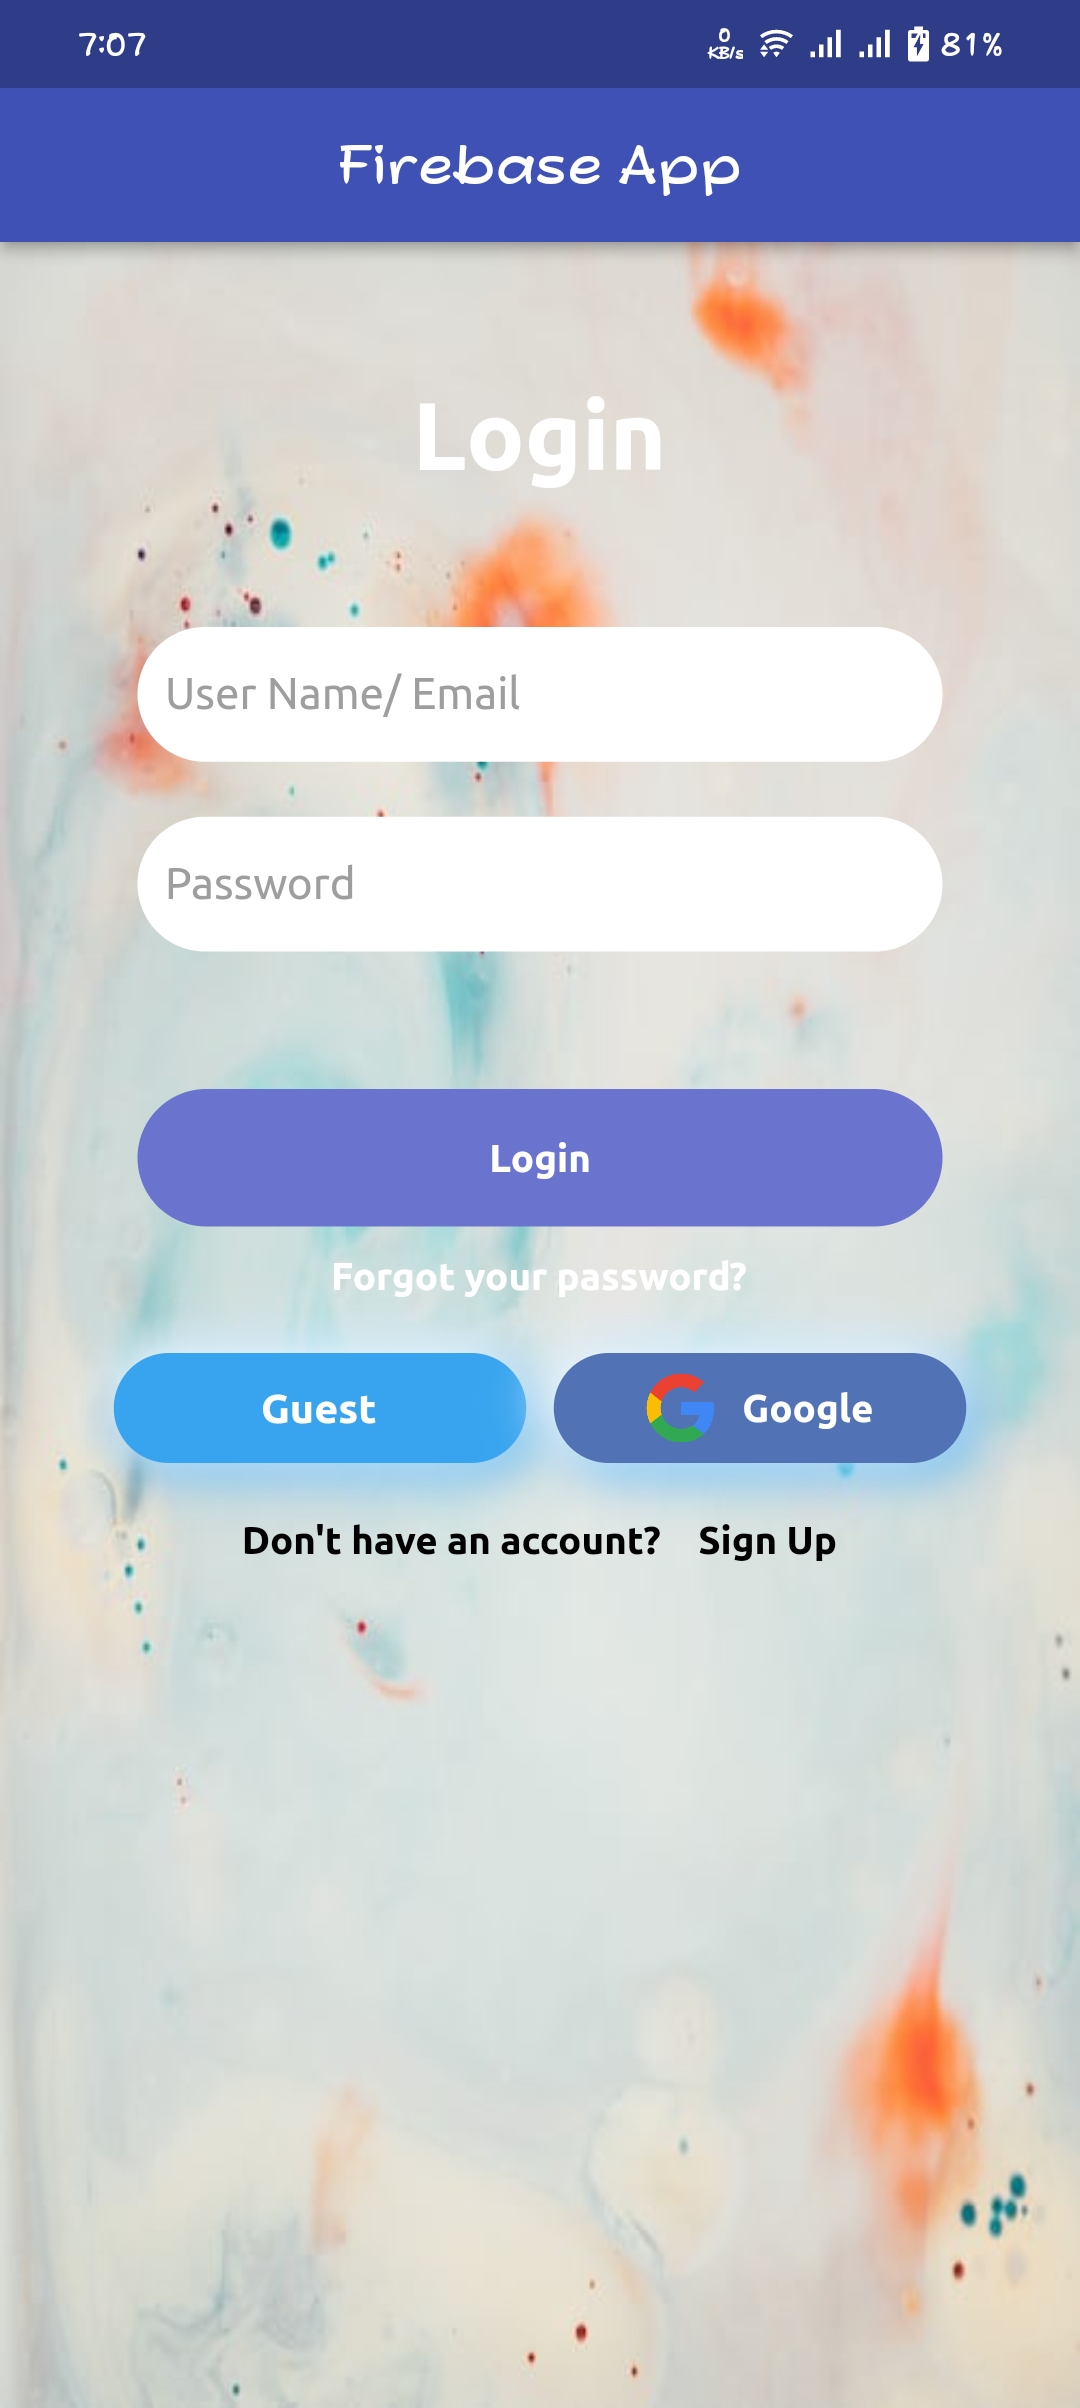 7:07 0 KB/s 81%
Firebase App
Login
User Name/ Email
Password
Login
Forgot your password?
Guest Google
Don't have an account? Sign Up